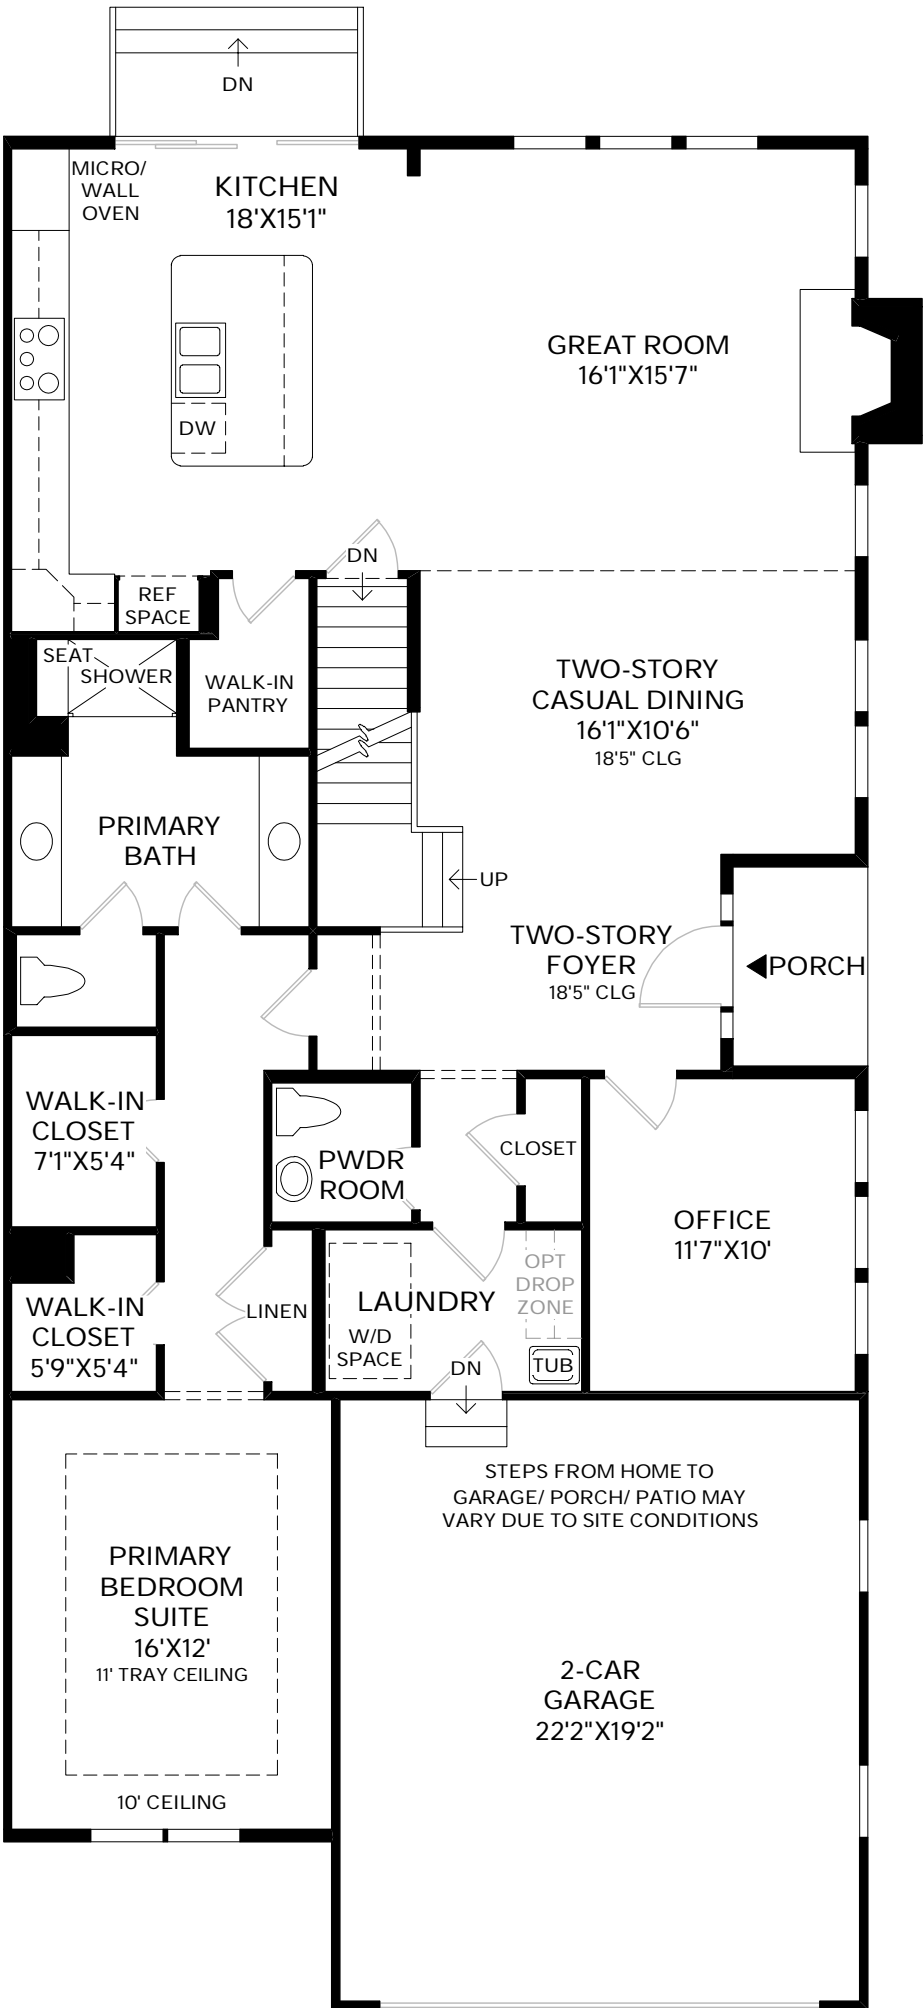 DN
MICRO/
WALL
OVEN
KITCHEN
18'X15'1"
GREAT ROOM
16'1"X15'7"
DW
DN
REF
SPACE
SEAT
SHOWER
WALK-IN
PANTRY
TWO-STORY
CASUAL DINING
16'1"X10'6"
18'5" CLG
PRIMARY
BATH
UP
TWO-STORY
FOYER
18'5" CLG
PORCH
WALK-IN
CLOSET
7'1"X5'4"
PWDR
ROOM
CLOSET
OFFICE
11'7"X10'
WALK-IN
CLOSET
5'9"X5'4"
LINEN
LAUNDRY
W/D
SPACE
OPT
DROP
ZONE
TUB
DN
STEPS FROM HOME TO
GARAGE/ PORCH/ PATIO MAY
VARY DUE TO SITE CONDITIONS
PRIMARY
BEDROOM
SUITE
16'X12'
11' TRAY CEILING
10' CEILING
2-CAR
GARAGE
22'2"X19'2"